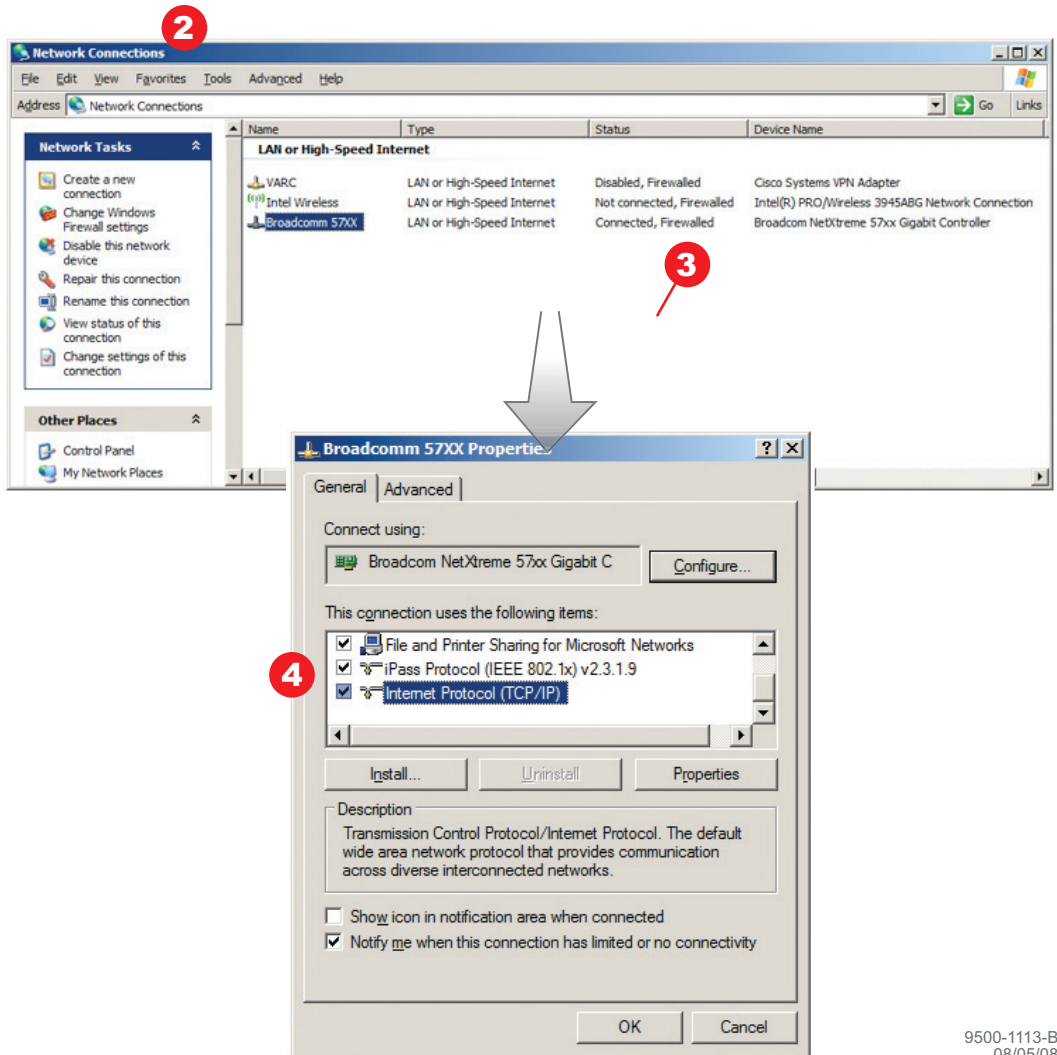 2
Network Connections
File Edit View Favorites Tools Advanced Help
Address Network Connections Go Links
Network Tasks
Create a new
connection
Change Windows
Firewall settings
Disable this network
device
Repair this connection
Rename this connection
View status of this
connection
Change settings of this
connection
Other Places
Control Panel
My Network Places
Name Type Status Device Name
LAN or High-Speed Internet
VARC LAN or High-Speed Internet Disabled, Firewalled Cisco Systems VPN Adapter
Intel Wireless LAN or High-Speed Internet Not connected, Firewalled Intel(R) PRO/Wireless 3945ABG Network Connection
Broadcomm 57XX LAN or High-Speed Internet Connected, Firewalled Broadcom NetXtreme 57xx Gigabit Controller
3
Broadcomm 57XX Properties
General Advanced
Connect using:
Broadcom NetXtreme 57xx Gigabit C Configure...
This connection uses the following items:
File and Printer Sharing for Microsoft Networks
4
iPass Protocol (IEEE 802.1x) v2.3.1.9
Internet Protocol (TCP/IP)
Install... Uninstall Properties
Description
Transmission Control Protocol/Internet Protocol. The default
wide area network protocol that provides communication
across diverse interconnected networks.
Show icon in notification area when connected
Notify me when this connection has limited or no connectivity
OK Cancel
9500-1113-B
08/05/08